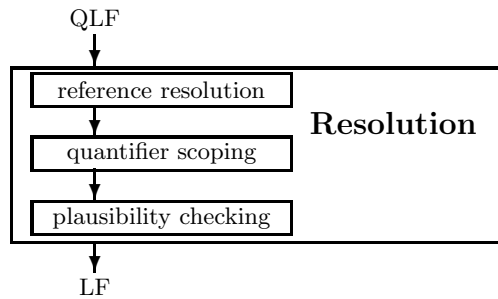 QLF
reference resolution
Resolution
quantifier scoping
plausibility checking
LF